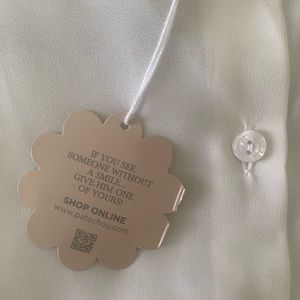 IF YOU SEE
SOMEONE WITHOUT
A SMILE...
GIVE HIM ONE
OF YOURS!
SHOP ONLINE
www.patachou.com